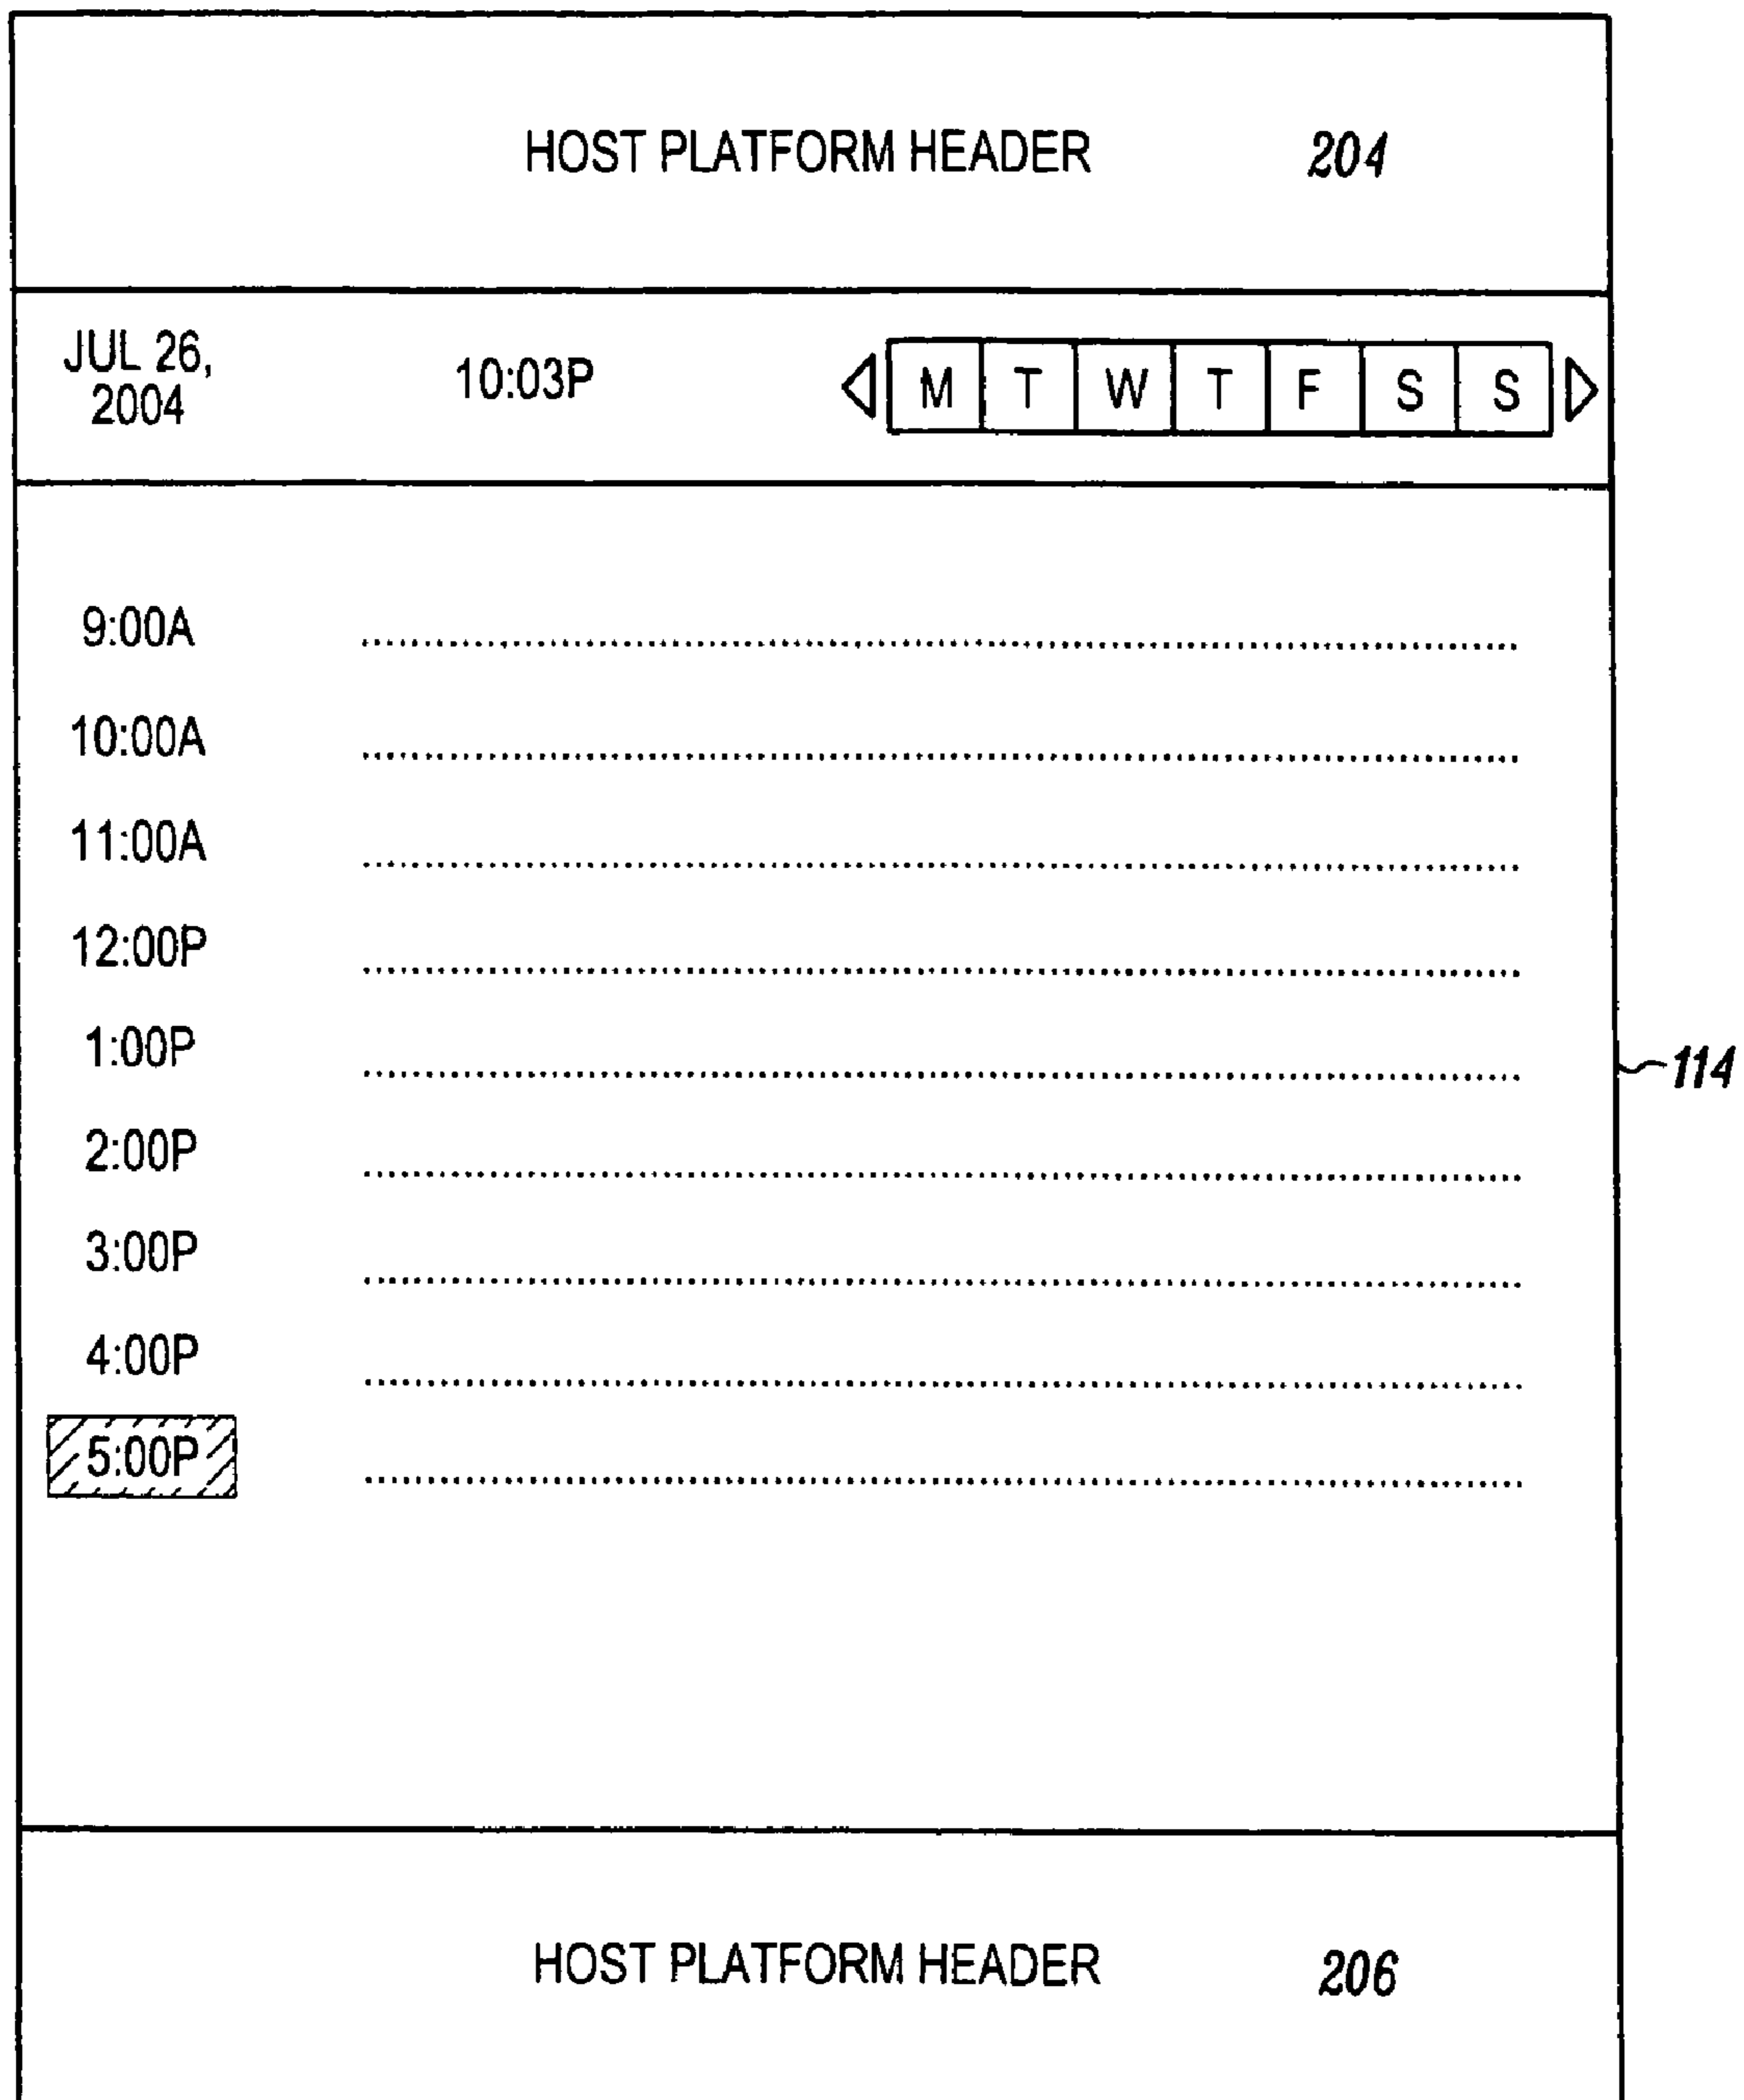 HOST PLATFORM HEADER 204
JUL 26,
2004
10:03P
M T W T F S S
9:00A
10:00A
11:00A
12:00P
1:00P
114
2:00P
3:00P
4:00P
5:00P
HOST PLATFORM HEADER 206